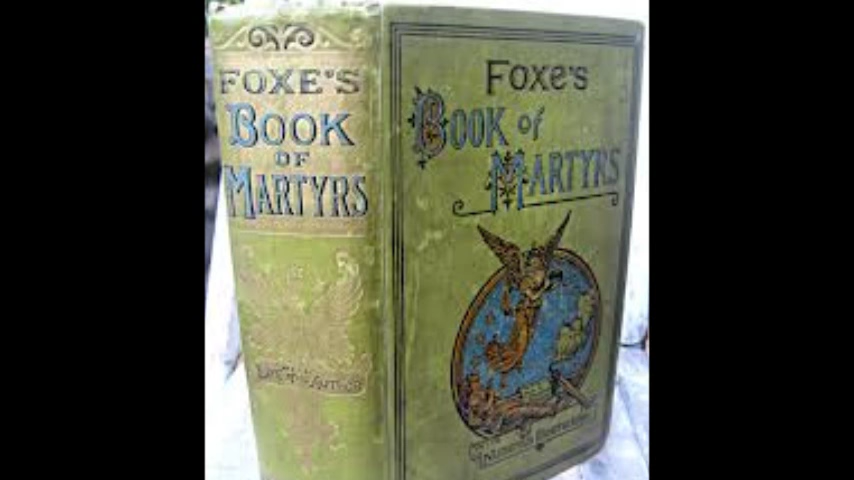 FOXE'S
BOOK
OF
MARTYRS
FOXE'S
BOOK of
MARTYRS